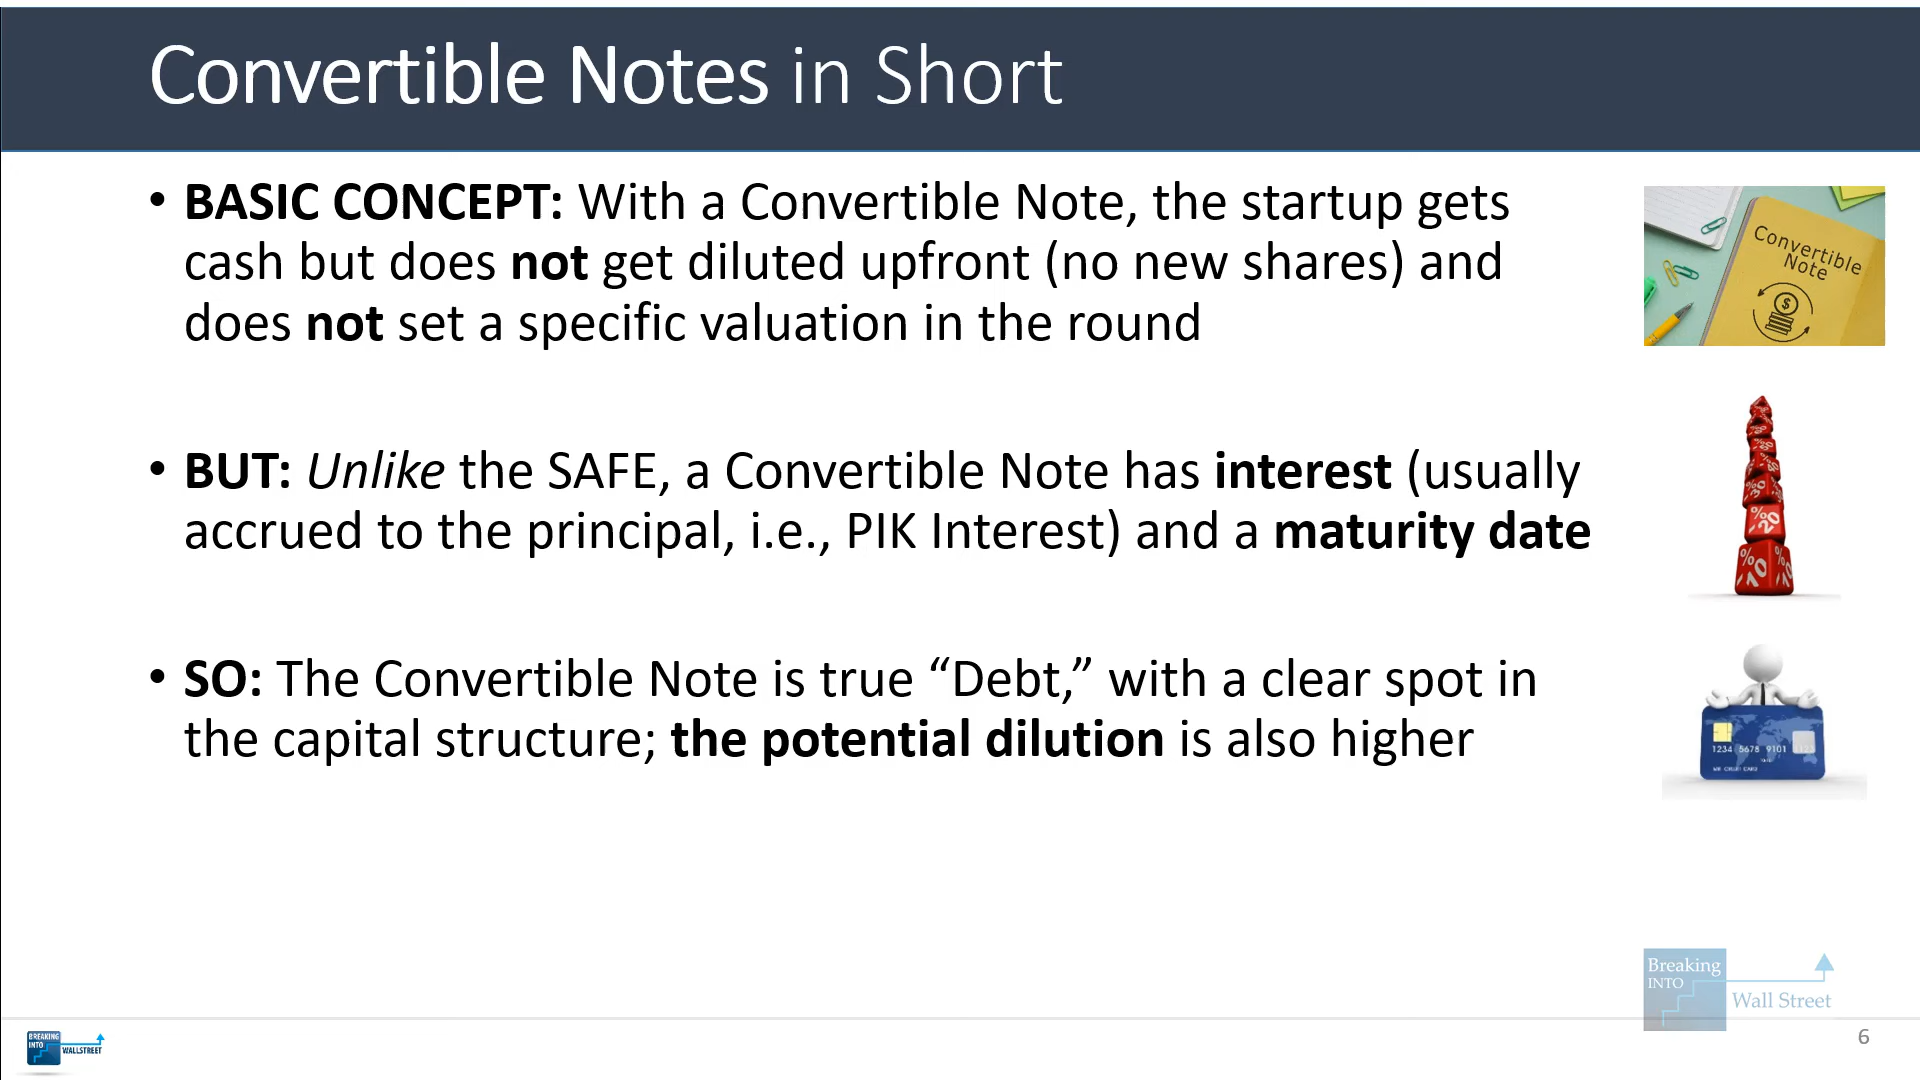 Convertible Notes in Short
• BASIC CONCEPT: With a Convertible Note, the startup gets
cash but does not get diluted upfront (no new shares) and
does not set a specific valuation in the round
Convertible
Note
$
• BUT: Unlike the SAFE, a Convertible Note has interest (usually
accrued to the principal, i.e., PIK Interest) and a maturity date
%30
%20
%10
• SO: The Convertible Note is true “Debt,” with a clear spot in
the capital structure; the potential dilution is also higher
1234 5678 9101
Breaking
INTO
Wall Street
BREAKING
INTO
WALLSTREET
6